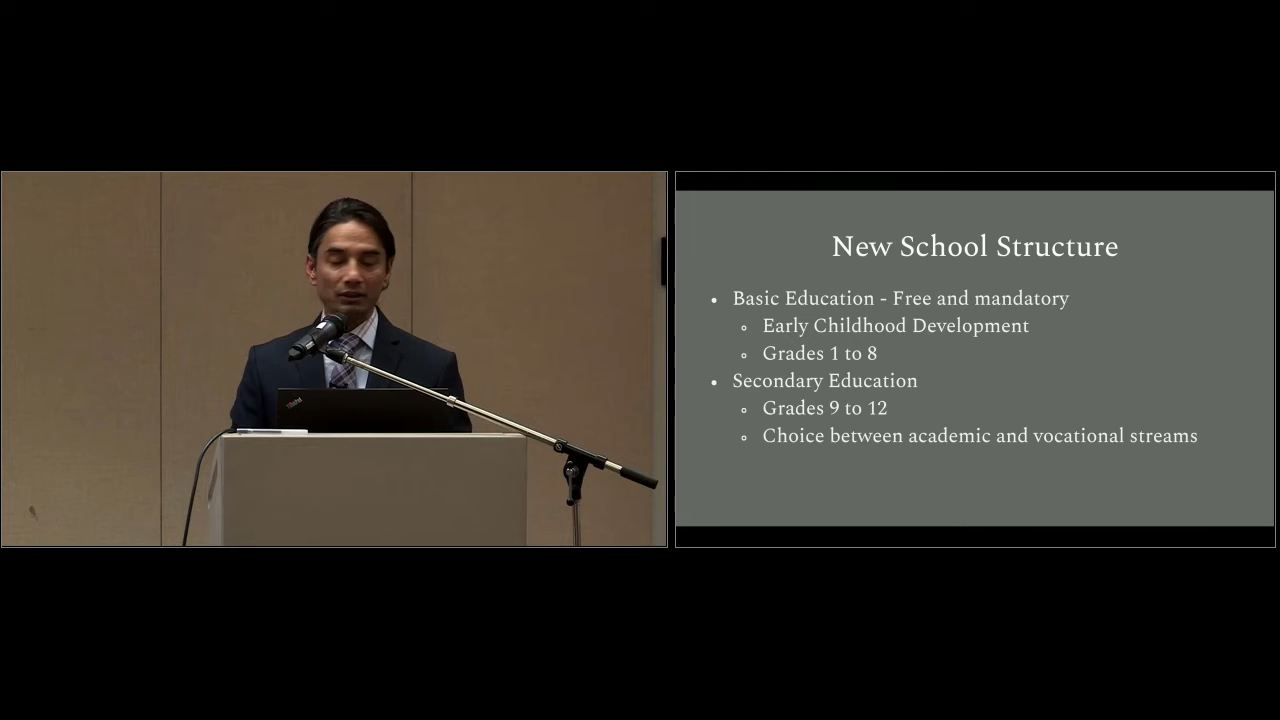 New School Structure
• Basic Education - Free and mandatory
◦ Early Childhood Development
◦ Grades 1 to 8
• Secondary Education
◦ Grades 9 to 12
◦ Choice between academic and vocational streams